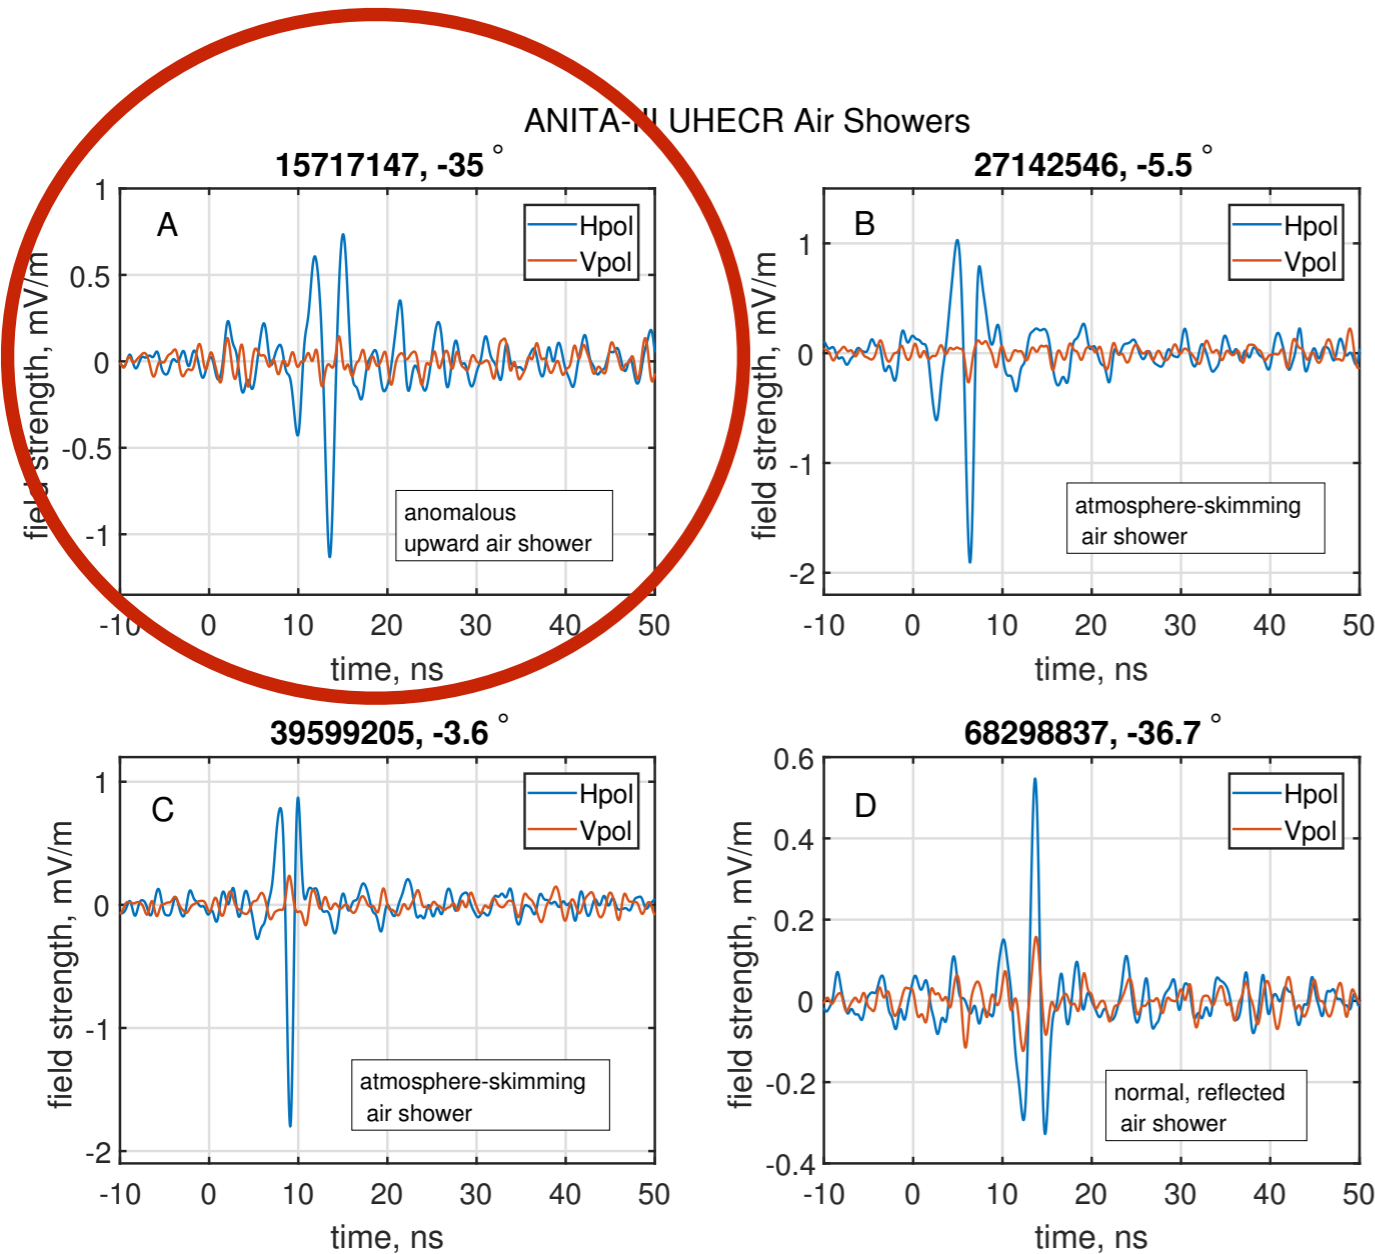 ANITA-III UHECR Air Showers
15717147, -35 °
A
Hpol
Vpol
1
0.5
0
-0.5
-1
field strength, mV/m
anomalous
upward air shower
-10 0 10 20 30 40 50
time, ns
27142546, -5.5 °
B
Hpol
Vpol
1
0
-1
-2
field strength, mV/m
atmosphere-skimming
air shower
-10 0 10 20 30 40 50
time, ns
39599205, -3.6 °
C
Hpol
Vpol
1
0
-1
-2
field strength, mV/m
atmosphere-skimming
air shower
-10 0 10 20 30 40 50
time, ns
68298837, -36.7 °
D
Hpol
Vpol
0.6
0.4
0.2
0
-0.2
-0.4
field strength, mV/m
normal, reflected
air shower
-10 0 10 20 30 40 50
time, ns